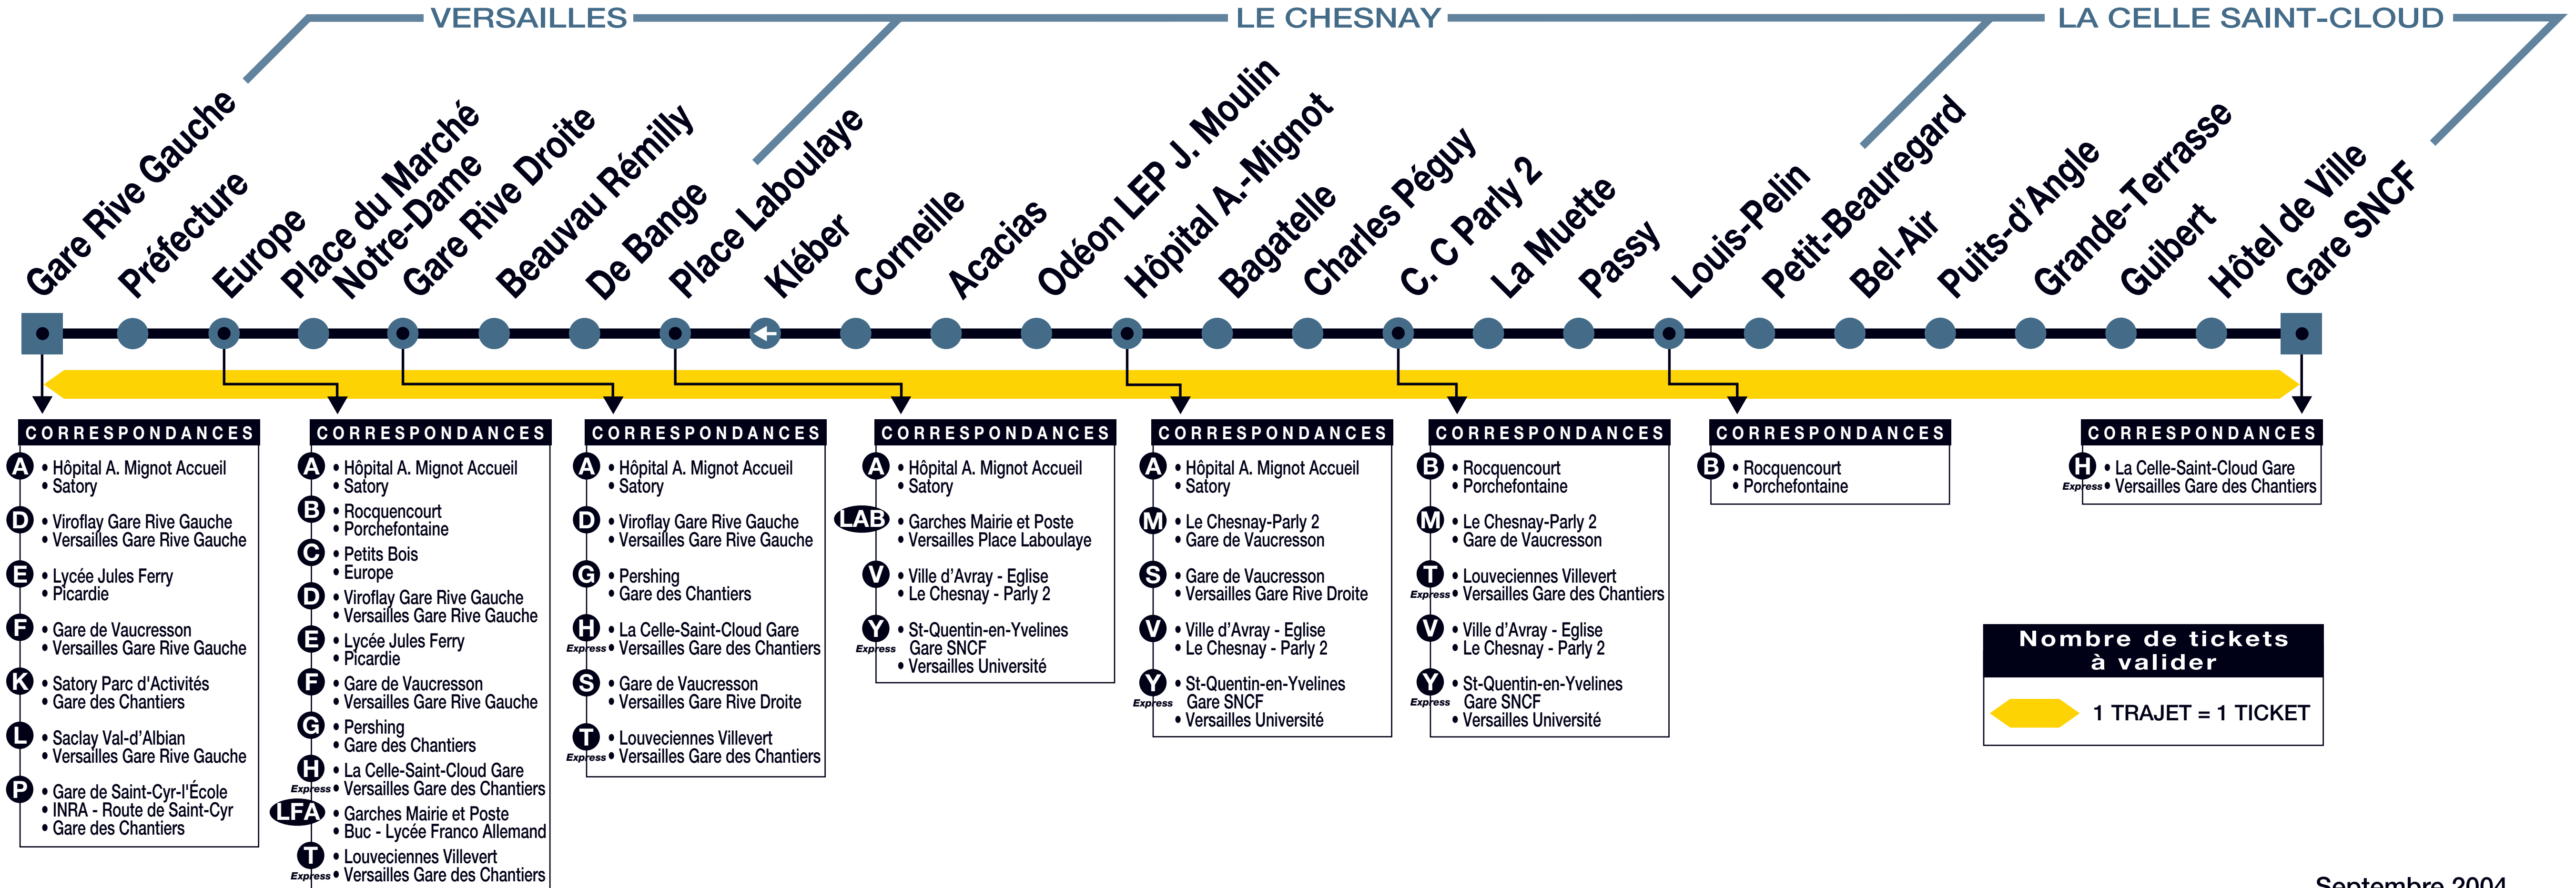 VERSAILLES
LE CHESNAY
LA CELLE SAINT-CLOUD
Gare Rive Gauche
Préfecture
Europe
Place du Marché
Notre-Dame
Gare Rive Droite
Beauvau Rémilly
De Bange
Place Laboulaye
Kléber
Corneille
Acacias
Odéon LEP J. Moulin
Hôpital A.-Mignot
Bagatelle
Charles Péguy
C. C Parly 2
La Muette
Passy
Louis-Pelin
Petit-Beauregard
Bel-Air
Puits-d'Angle
Grande-Terrasse
Guibert
Hôtel de Ville
Gare SNCF
CORRESPONDANCES
A • Hôpital A. Mignot Accueil
• Satory
D • Viroflay Gare Rive Gauche
• Versailles Gare Rive Gauche
E • Lycée Jules Ferry
• Picardie
F • Gare de Vaucresson
• Versailles Gare Rive Gauche
K • Satory Parc d'Activités
• Gare des Chantiers
L • Saclay Val-d'Albian
• Versailles Gare Rive Gauche
P • Gare de Saint-Cyr-l'École
• INRA - Route de Saint-Cyr
• Gare des Chantiers
CORRESPONDANCES
A • Hôpital A. Mignot Accueil
• Satory
B • Rocquencourt
• Porchefontaine
C • Petits Bois
• Europe
D • Viroflay Gare Rive Gauche
• Versailles Gare Rive Gauche
E • Lycée Jules Ferry
• Picardie
F • Gare de Vaucresson
• Versailles Gare Rive Gauche
G • Pershing
• Gare des Chantiers
H • La Celle-Saint-Cloud Gare
Express • Versailles Gare des Chantiers
LFA • Garches Mairie et Poste
• Buc - Lycée Franco Allemand
T • Louveciennes Villevert
Express • Versailles Gare des Chantiers
CORRESPONDANCES
A • Hôpital A. Mignot Accueil
• Satory
D • Viroflay Gare Rive Gauche
• Versailles Gare Rive Gauche
G • Pershing
• Gare des Chantiers
H • La Celle-Saint-Cloud Gare
Express • Versailles Gare des Chantiers
S • Gare de Vaucresson
• Versailles Gare Rive Droite
T • Louveciennes Villevert
Express • Versailles Gare des Chantiers
CORRESPONDANCES
A • Hôpital A. Mignot Accueil
• Satory
LAB • Garches Mairie et Poste
• Versailles Place Laboulaye
V • Ville d'Avray - Eglise
• Le Chesnay - Parly 2
Y • St-Quentin-en-Yvelines
Express Gare SNCF
• Versailles Université
CORRESPONDANCES
A • Hôpital A. Mignot Accueil
• Satory
M • Le Chesnay-Parly 2
• Gare de Vaucresson
S • Gare de Vaucresson
• Versailles Gare Rive Droite
V • Ville d'Avray - Eglise
• Le Chesnay - Parly 2
Y • St-Quentin-en-Yvelines
Express Gare SNCF
• Versailles Université
CORRESPONDANCES
B • Rocquencourt
• Porchefontaine
M • Le Chesnay-Parly 2
• Gare de Vaucresson
T • Louveciennes Villevert
Express • Versailles Gare des Chantiers
V • Ville d'Avray - Eglise
• Le Chesnay - Parly 2
Y • St-Quentin-en-Yvelines
Express Gare SNCF
• Versailles Université
CORRESPONDANCES
B • Rocquencourt
• Porchefontaine
CORRESPONDANCES
H • La Celle-Saint-Cloud Gare
Express • Versailles Gare des Chantiers
Nombre de tickets
à valider
1 TRAJET = 1 TICKET
Septembre 2004